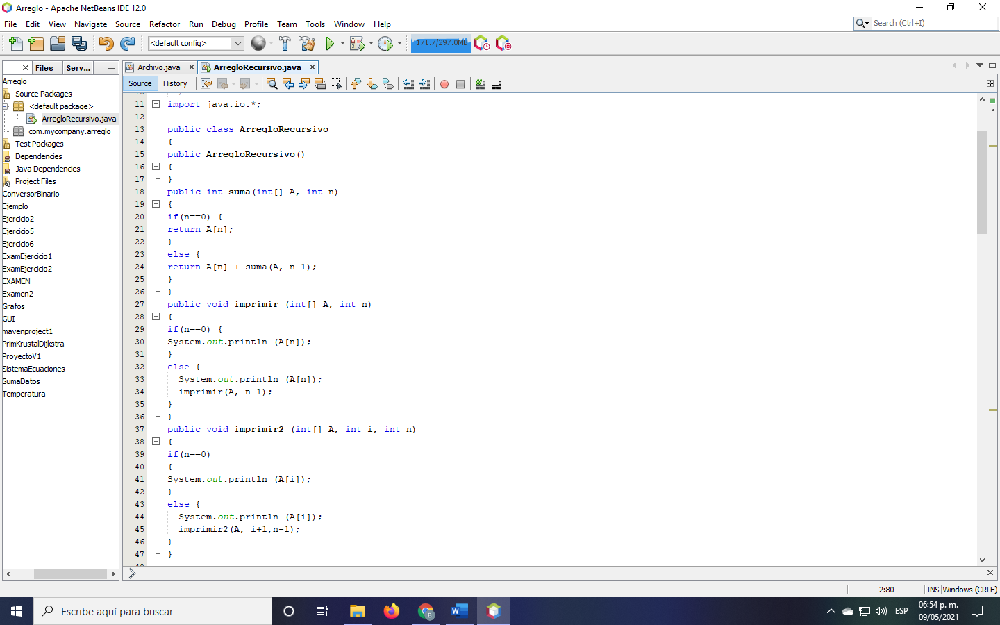 Arreglo - Apache NetBeans IDE 12.0
File Edit View Navigate Source Refactor Run Debug Profile Team Tools Window Help
Search (Ctrl+I)
<default config>
171.7/297.0MB
Files Serv...
Archivo.java
ArregloRecursivo.java
Source History
Arreglo
Source Packages
<default package>
ArregloRecursivo.java
com.mycompany.arreglo
Test Packages
Dependencies
Java Dependencies
Project Files
ConversorBinario
Ejemplo
Ejercicio2
Ejercicio5
Ejercicio6
ExamEjercicio1
ExamEjercicio2
EXAMEN
Examen2
Grafos
GUI
mavenproject1
PrimKrustalDijkstra
ProyectoV1
SistemaEcuaciones
SumaDatos
Temperatura
11 import java.io.*;
12
13 public class ArregloRecursivo
14 {
15 public ArregloRecursivo()
16 {
17 }
18 public int suma(int[] A, int n)
19 {
20 if(n==0) {
21 return A[n];
22 }
23 else {
24 return A[n] + suma(A, n-1);
25 }
26 }
27 public void imprimir (int[] A, int n)
28 {
29 if(n==0) {
30 System.out.println (A[n]);
31 }
32 else {
33 System.out.println (A[n]);
34 imprimir(A, n-1);
35 }
36 }
37 public void imprimir2 (int[] A, int i, int n)
38 {
39 if(n==0)
40 {
41 System.out.println (A[i]);
42 }
43 else {
44 System.out.println (A[i]);
45 imprimir2(A, i+1,n-1);
46 }
47 }
2:80 INS Windows (CRLF)
Escribe aquí para buscar
ESP
06:54 p. m.
09/05/2021